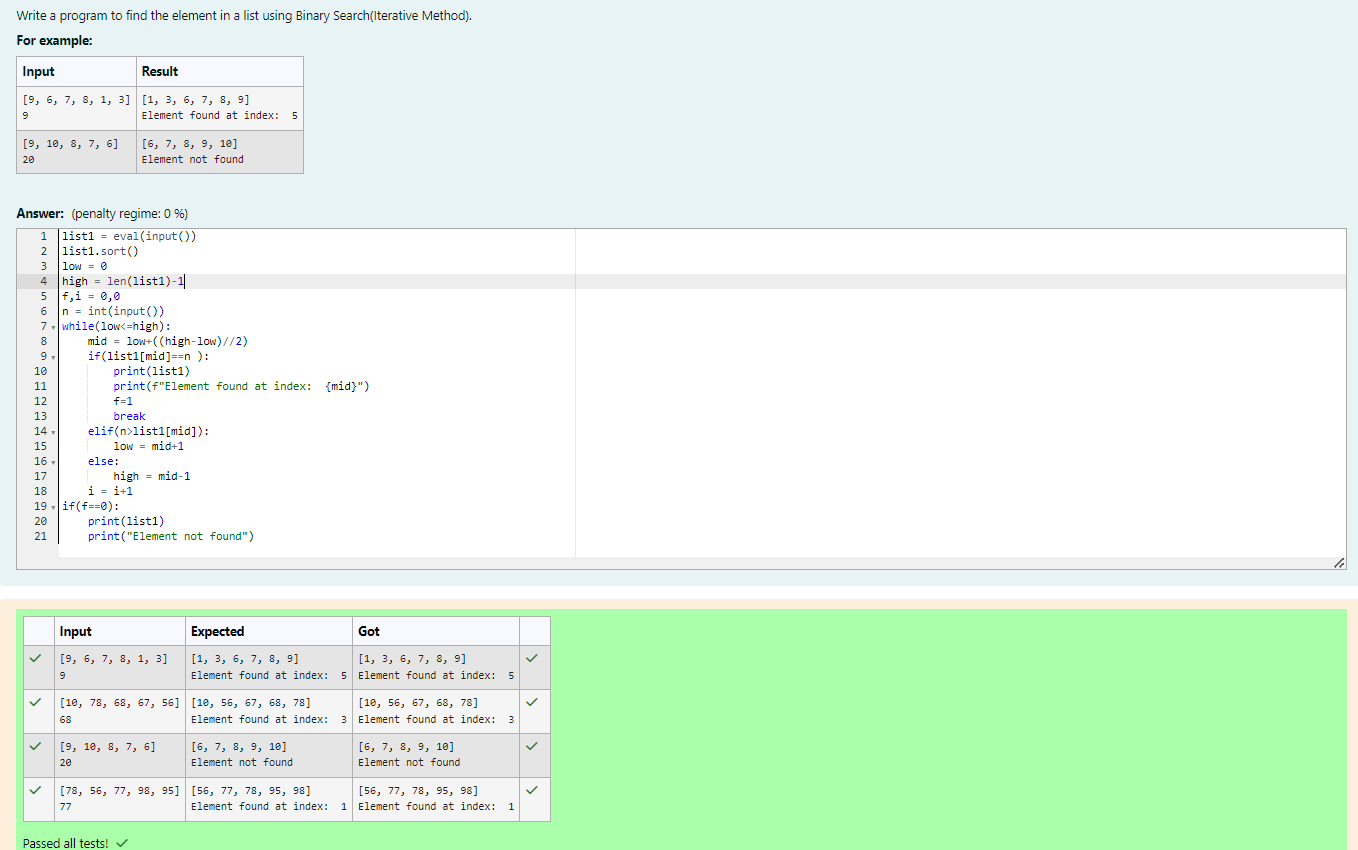 Write a program to find the element in a list using Binary Search(Iterative Method).
For example:
Input Result
[9, 6, 7, 8, 1, 3] [1, 3, 6, 7, 8, 9]
9 Element found at index:  5
[9, 10, 8, 7, 6] [6, 7, 8, 9, 10]
20 Element not found
Answer: (penalty regime: 0 %)
1 list1 = eval(input())
2 list1.sort()
3 low = 0
4 high = len(list1)-1
5 f,i = 0,0
6 n = int(input())
7 while(low<=high):
8     mid = low+((high-low)//2)
9     if(list1[mid]==n ):
10         print(list1)
11         print(f"Element found at index:  {mid}")
12         f=1
13         break
14     elif(n>list1[mid]):
15         low = mid+1
16     else:
17         high = mid-1
18     i = i+1
19 if(f==0):
20     print(list1)
21     print("Element not found")
Input Expected Got
✓ [9, 6, 7, 8, 1, 3] [1, 3, 6, 7, 8, 9] [1, 3, 6, 7, 8, 9] ✓
9 Element found at index:  5 Element found at index:  5
✓ [10, 78, 68, 67, 56] [10, 56, 67, 68, 78] [10, 56, 67, 68, 78] ✓
68 Element found at index:  3 Element found at index:  3
✓ [9, 10, 8, 7, 6] [6, 7, 8, 9, 10] [6, 7, 8, 9, 10] ✓
20 Element not found Element not found
✓ [78, 56, 77, 98, 95] [56, 77, 78, 95, 98] [56, 77, 78, 95, 98] ✓
77 Element found at index:  1 Element found at index:  1
Passed all tests! ✓